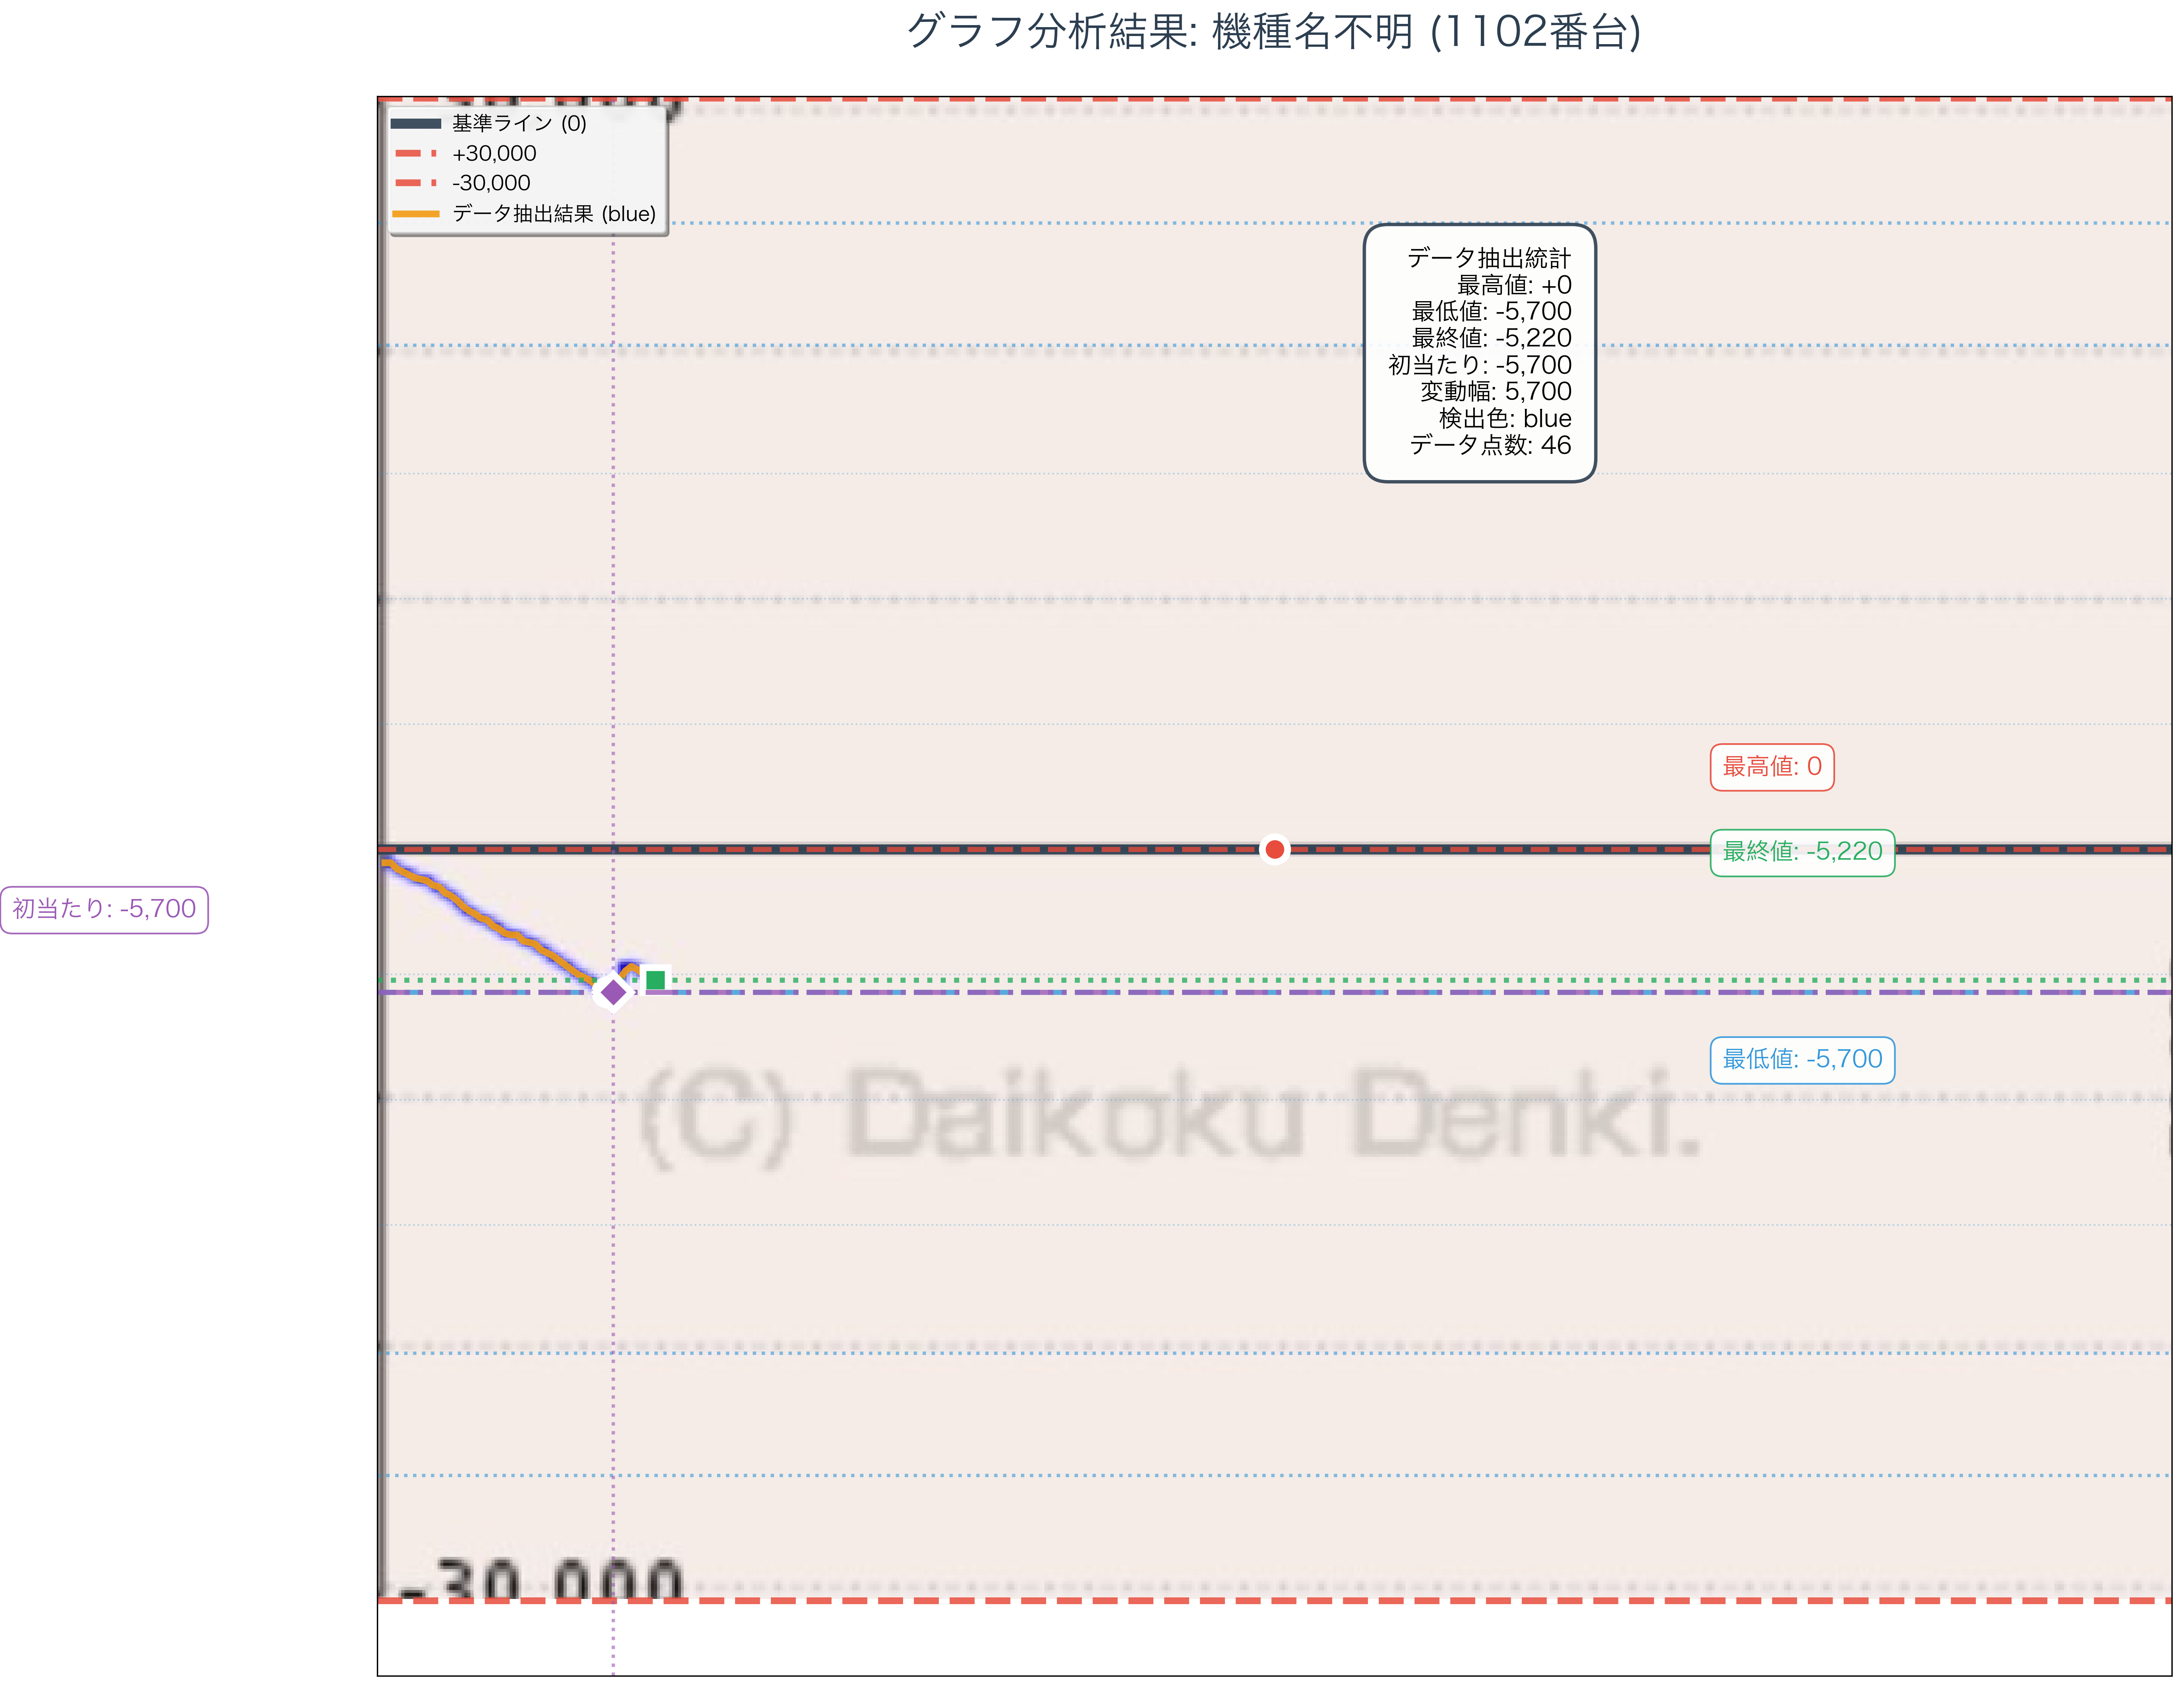 グラフ分析結果: 機種名不明 (1102番台)
基準ライン (0)
+30,000
-30,000
データ抽出結果 (blue)
データ抽出統計
最高値: +0
最低値: -5,700
最終値: -5,220
初当たり: -5,700
変動幅: 5,700
検出色: blue
データ点数: 46
最高値: 0
最終値: -5,220
初当たり: -5,700
最低値: -5,700
(C) Daikoku Denki.
-30,000